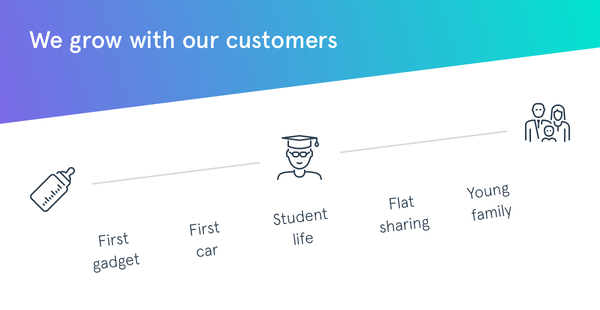 We grow with our customers
First
gadget
First
car
Student
life
Flat
sharing
Young
family